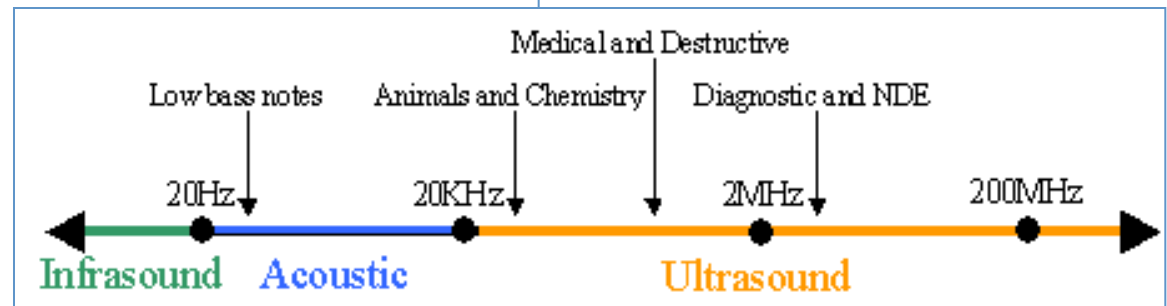 Medical and Destructive
Low bass notes
Animals and Chemistry
Diagnostic and NDE
20Hz
20KHz
2MHz
200MHz
Infrasound
Acoustic
Ultrasound